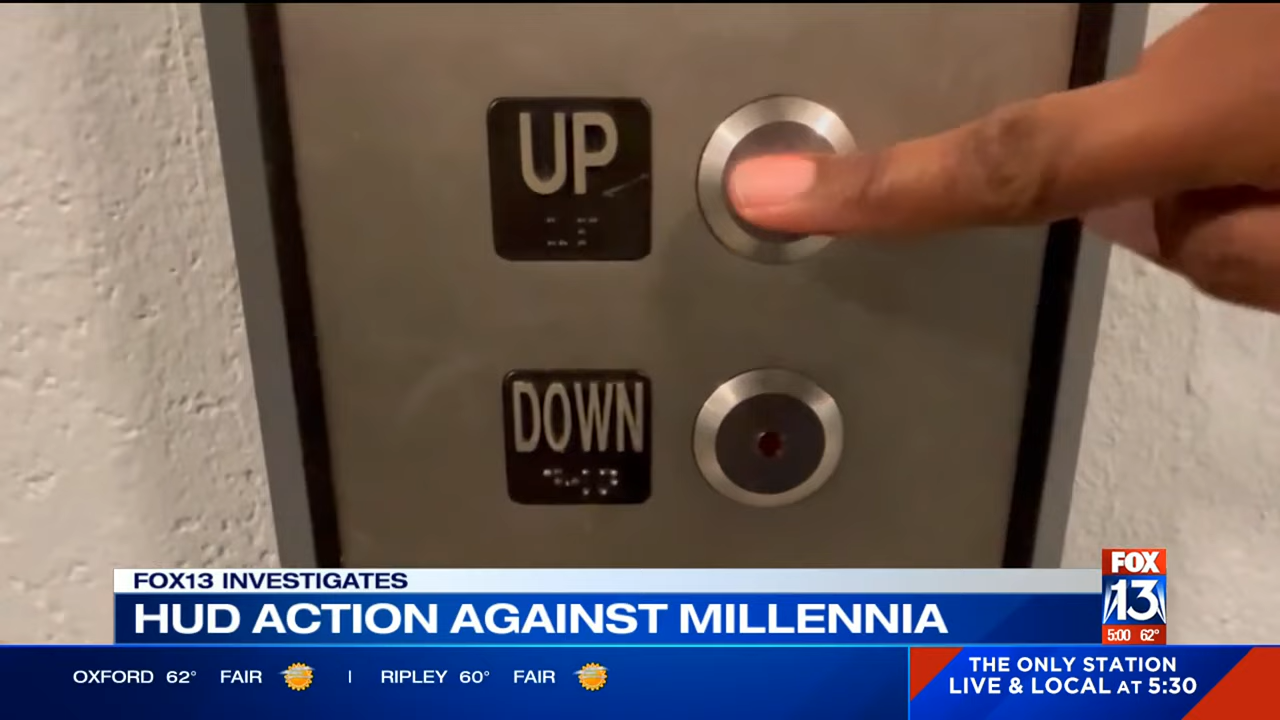 UP
DOWN
FOX13 INVESTIGATES
HUD ACTION AGAINST MILLENNIA
FOX
13
5:00 62°
OXFORD 62° FAIR | RIPLEY 60° FAIR
THE ONLY STATION
LIVE & LOCAL AT 5:30